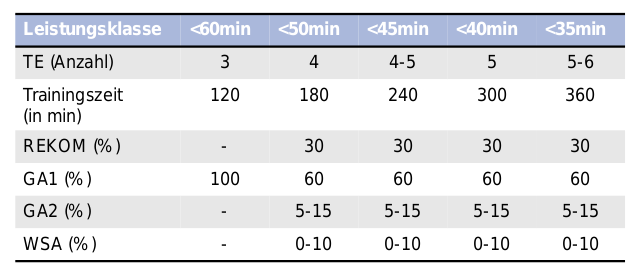 Leistungsklasse <60min <50min <45min <40min <35min
TE (Anzahl) 3 4 4-5 5 5-6
Trainingszeit 120 180 240 300 360
(in min)
REKOM (%) - 30 30 30 30
GA1 (%) 100 60 60 60 60
GA2 (%) - 5-15 5-15 5-15 5-15
WSA (%) - 0-10 0-10 0-10 0-10